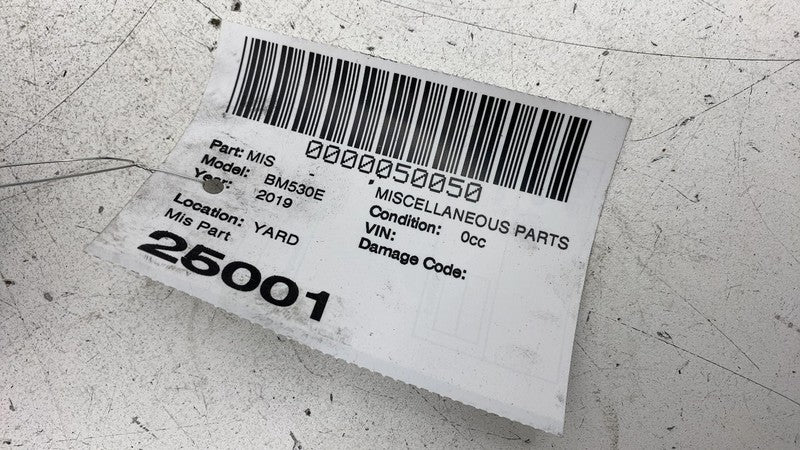 0000050050
Part: MIS
MISCELLANEOUS PARTS
Model: BM530E
Condition: 0cc
Year: 2019
VIN:
Location: YARD
Damage Code:
Mis Part
25001